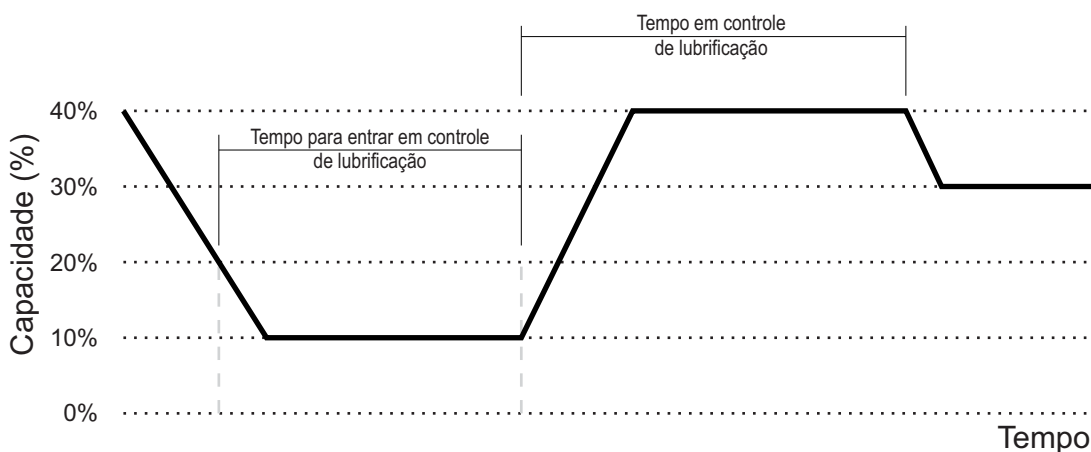 Tempo em controle
de lubrificação
Tempo para entrar em controle
de lubrificação
Capacidade (%)
40%
30%
20%
10%
0%
Tempo